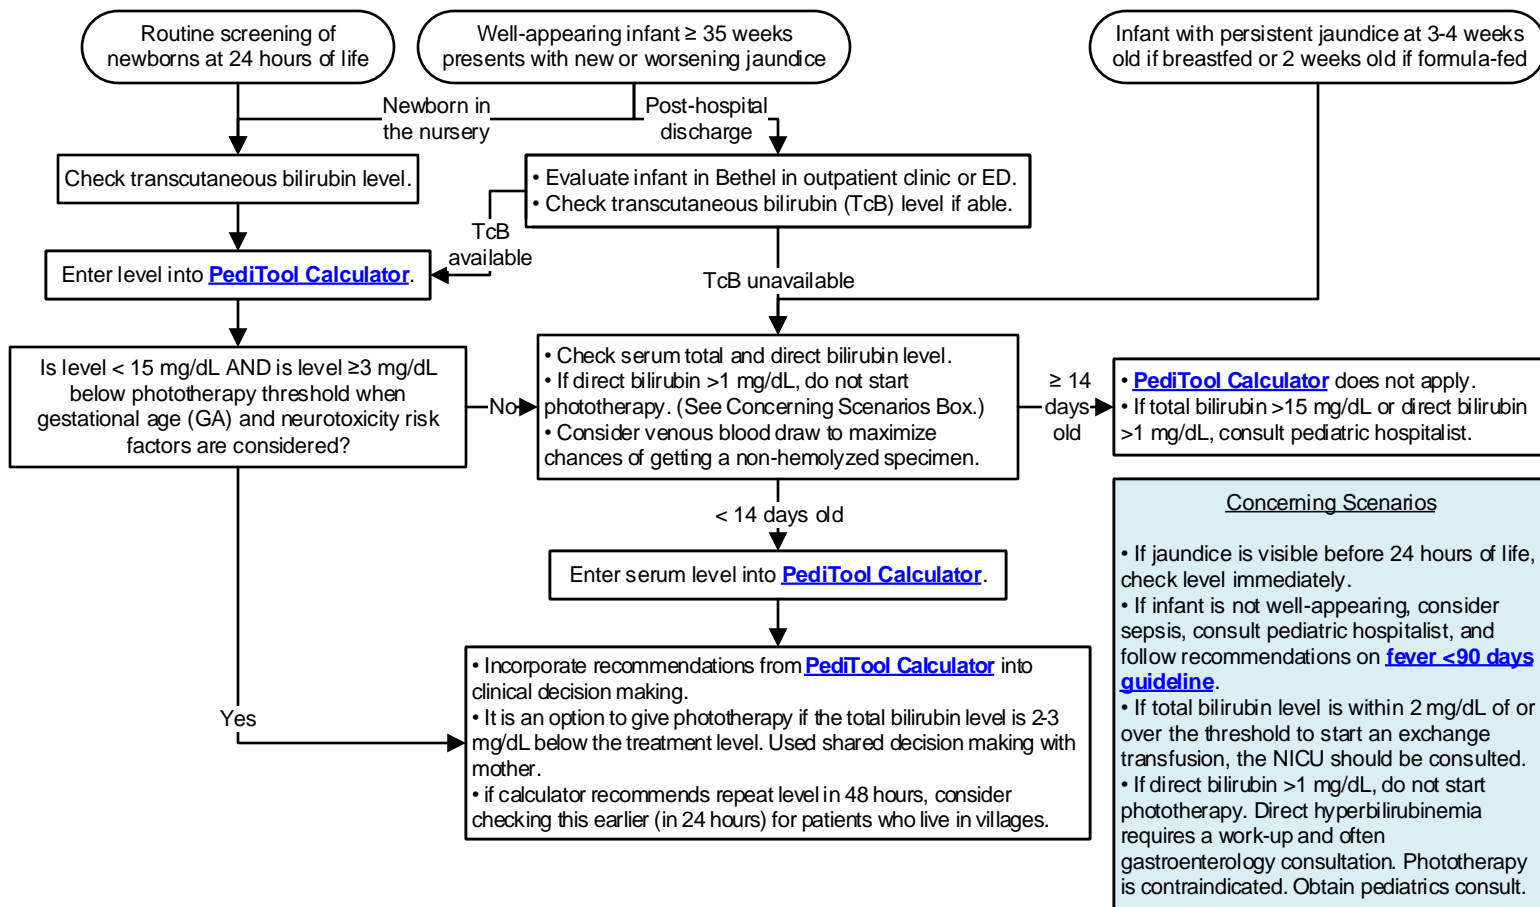 Routine screening of
newborns at 24 hours of life
Well-appearing infant ≥ 35 weeks
presents with new or worsening jaundice
Infant with persistent jaundice at 3-4 weeks
old if breastfed or 2 weeks old if formula-fed
Newborn in
the nursery
Post-hospital
discharge
Check transcutaneous bilirubin level.
• Evaluate infant in Bethel in outpatient clinic or ED.
• Check transcutaneous bilirubin (TcB) level if able.
TcB
available
Enter level into PediTool Calculator.
TcB unavailable
Is level < 15 mg/dL AND is level ≥3 mg/dL
below phototherapy threshold when
gestational age (GA) and neurotoxicity risk
factors are considered?
No
• Check serum total and direct bilirubin level.
• If direct bilirubin >1 mg/dL, do not start
phototherapy. (See Concerning Scenarios Box.)
• Consider venous blood draw to maximize
chances of getting a non-hemolyzed specimen.
≥ 14
days
old
• PediTool Calculator does not apply.
• If total bilirubin >15 mg/dL or direct bilirubin
>1 mg/dL, consult pediatric hospitalist.
< 14 days old
Enter serum level into PediTool Calculator.
Yes
• Incorporate recommendations from PediTool Calculator into
clinical decision making.
• It is an option to give phototherapy if the total bilirubin level is 2-3
mg/dL below the treatment level. Used shared decision making with
mother.
• if calculator recommends repeat level in 48 hours, consider
checking this earlier (in 24 hours) for patients who live in villages.
Concerning Scenarios
• If jaundice is visible before 24 hours of life,
check level immediately.
• If infant is not well-appearing, consider
sepsis, consult pediatric hospitalist, and
follow recommendations on fever <90 days
guideline.
• If total bilirubin level is within 2 mg/dL of or
over the threshold to start an exchange
transfusion, the NICU should be consulted.
• If direct bilirubin >1 mg/dL, do not start
phototherapy. Direct hyperbilirubinemia
requires a work-up and often
gastroenterology consultation. Phototherapy
is contraindicated. Obtain pediatrics consult.